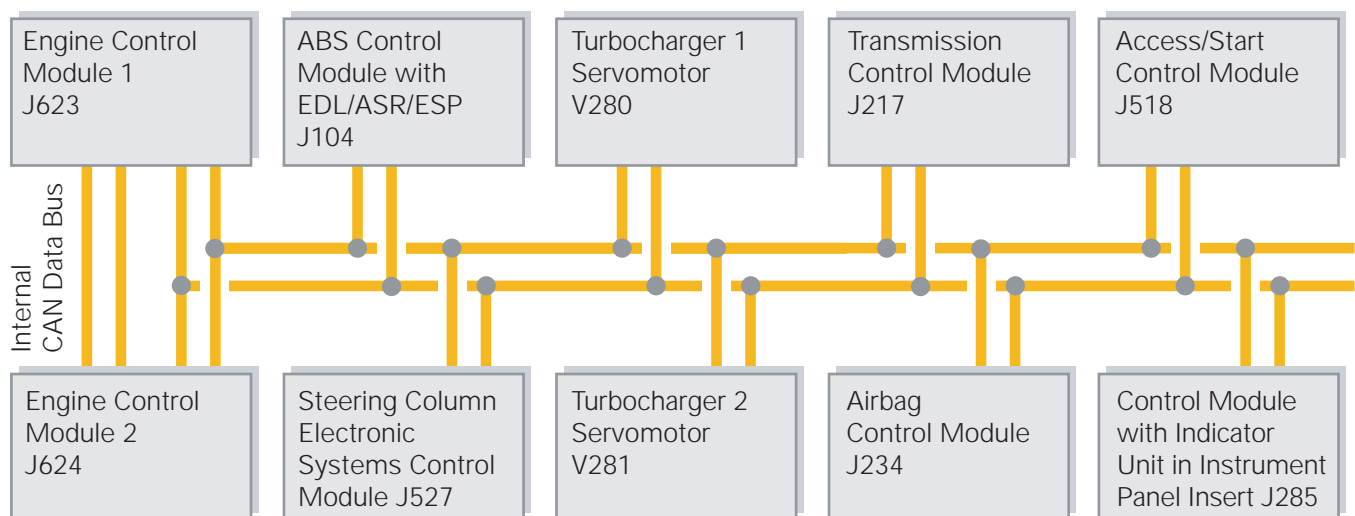 Engine Control
Module 1
J623
ABS Control
Module with
EDL/ASR/ESP
J104
Turbocharger 1
Servomotor
V280
Transmission
Control Module
J217
Access/Start
Control Module
J518
Internal
CAN Data Bus
Engine Control
Module 2
J624
Steering Column
Electronic
Systems Control
Module J527
Turbocharger 2
Servomotor
V281
Airbag
Control Module
J234
Control Module
with Indicator
Unit in Instrument
Panel Insert J285